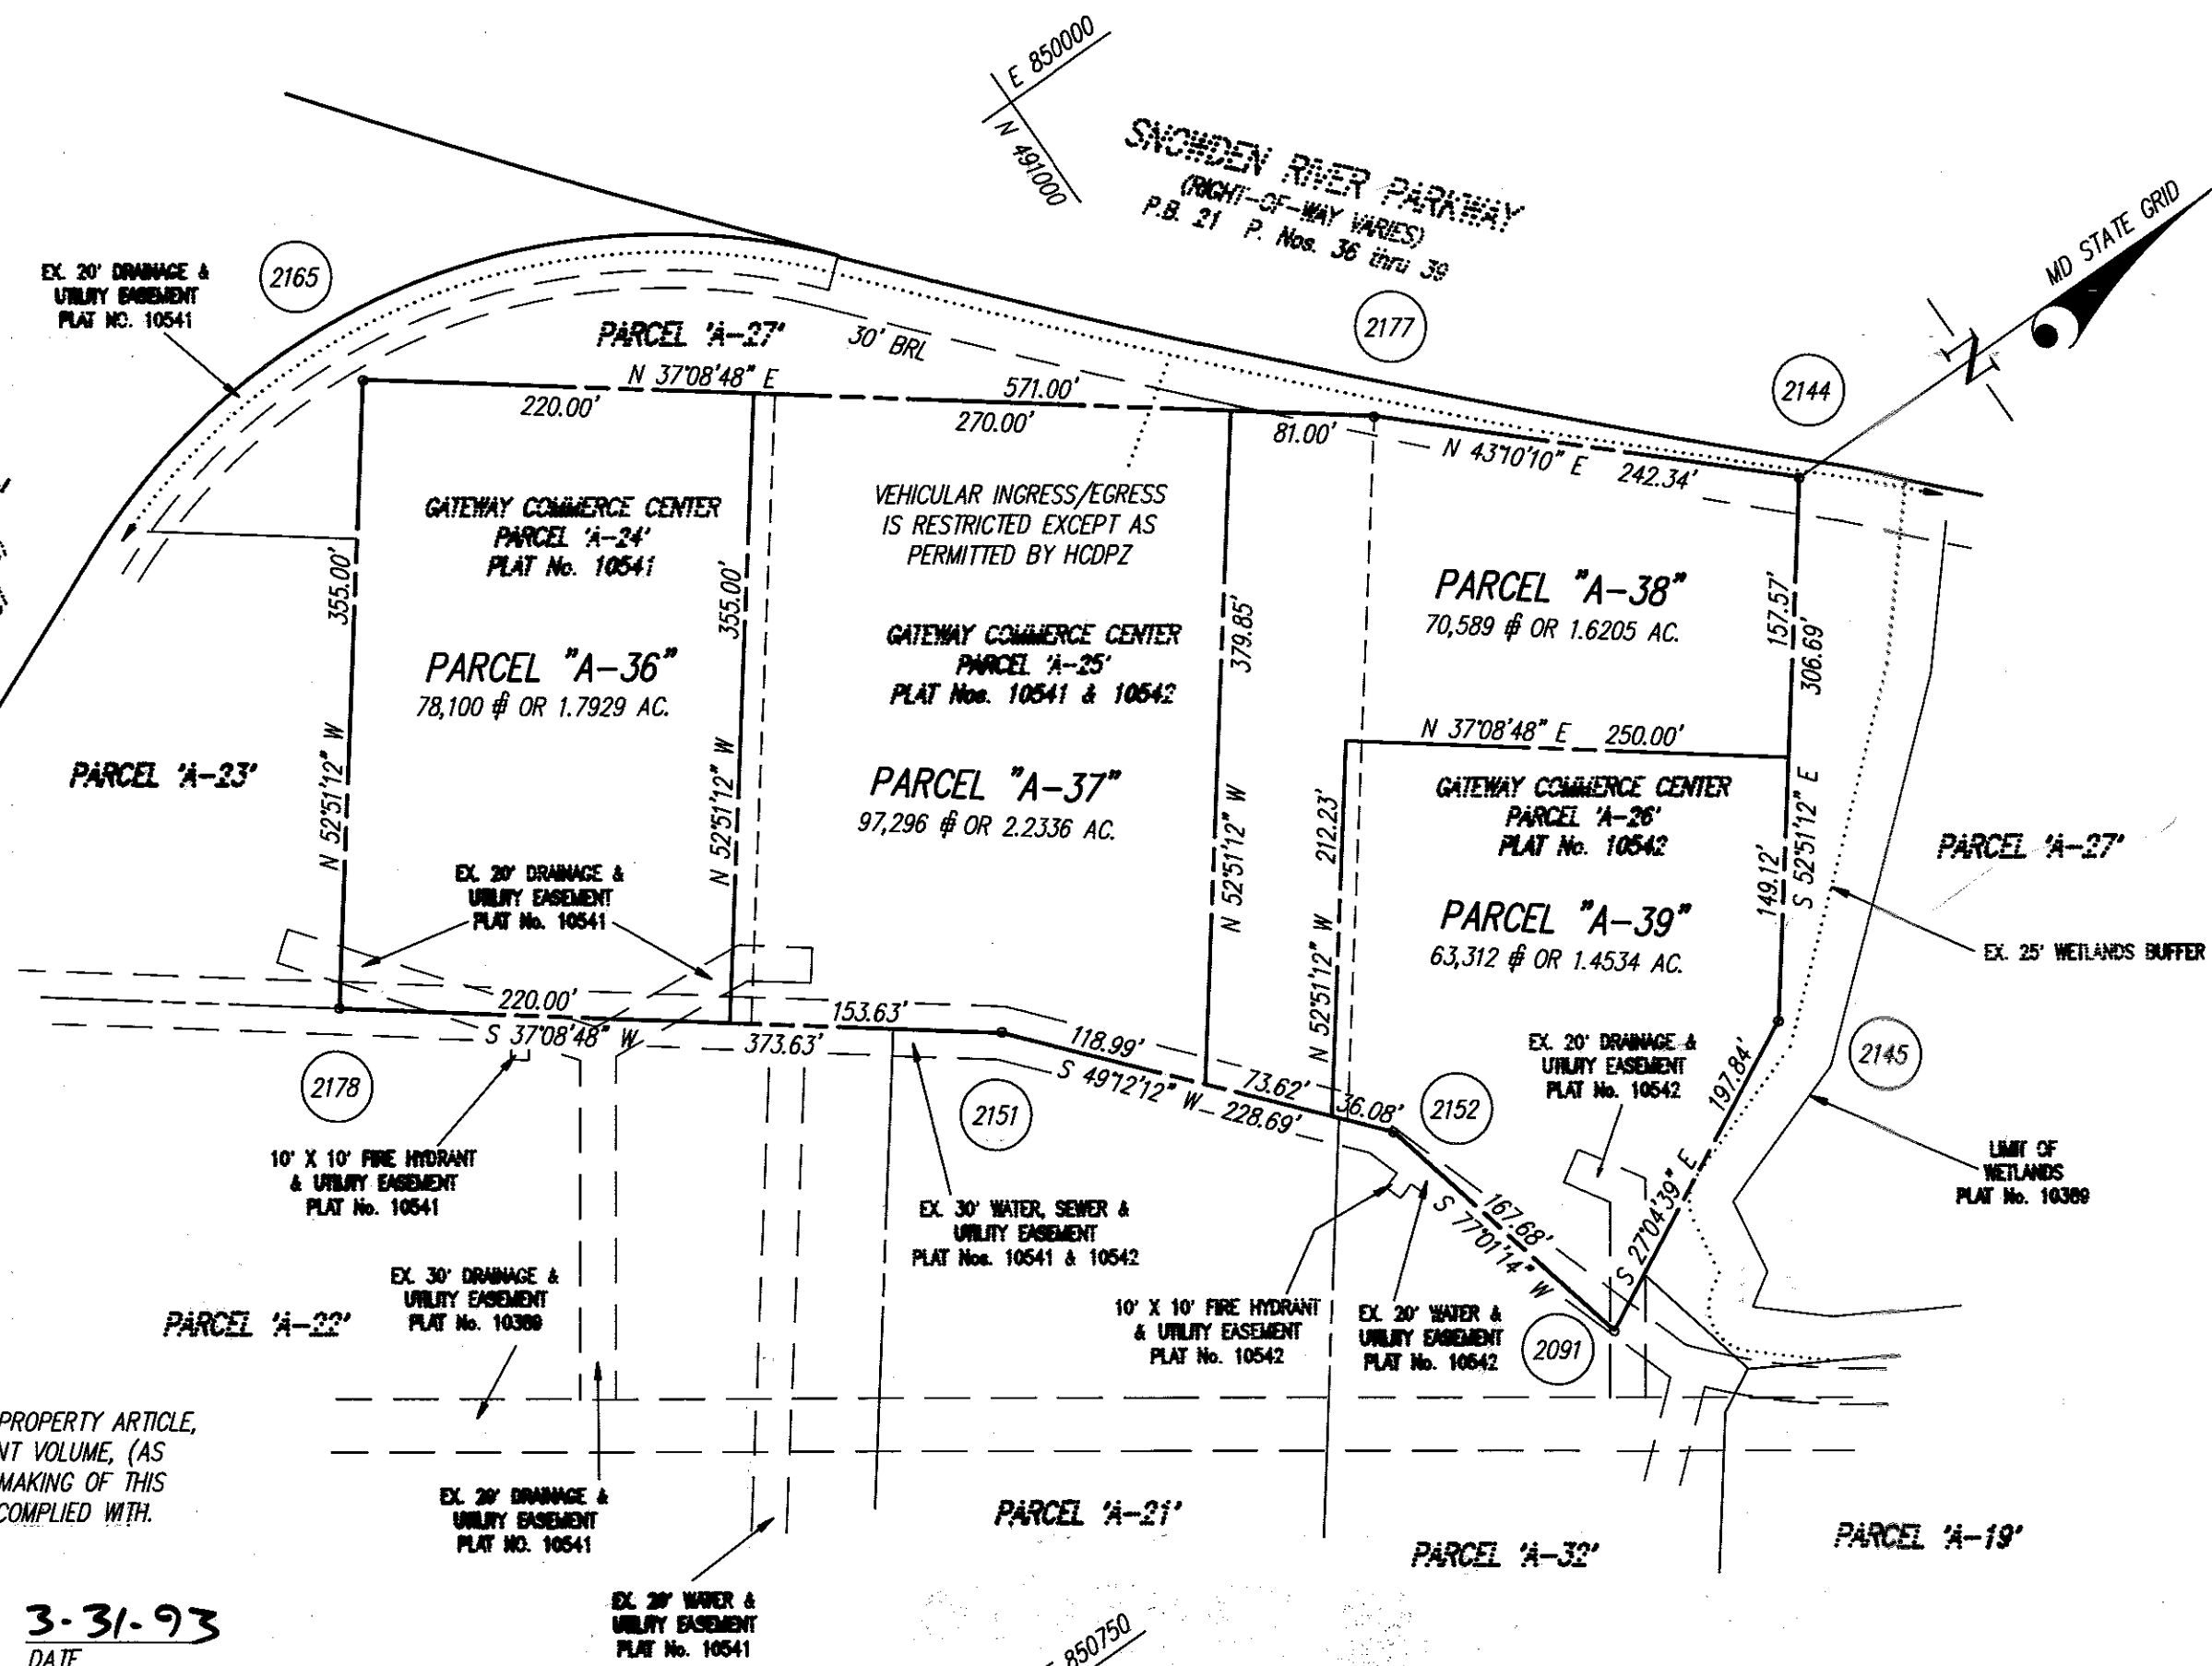 E 850000
N 491000
SNOWDEN RIVER PARKWAY
(RIGHT-OF-WAY VARIES)
P.B. 21 P. Nos. 36 thru 39
MD STATE GRID
N
EX. 20' DRAINAGE &
UTILITY EASEMENT
PLAT NO. 10541
2165
2177
2144
PARCEL 'A-27'
30' BRL
N 37°08'48" E
571.00'
220.00'
270.00'
81.00'
N 43°10'10" E 242.34'
GATEWAY COMMERCE CENTER
PARCEL 'A-24'
PLAT No. 10541
VEHICULAR INGRESS/EGRESS
IS RESTRICTED EXCEPT AS
PERMITTED BY HCDPZ
355.00'
355.00'
379.85'
157.57'
306.69'
PARCEL "A-38"
70,589 ⌗ OR 1.6205 AC.
GATEWAY COMMERCE CENTER
PARCEL 'A-25'
PLAT Nos. 10541 & 10542
PARCEL "A-36"
78,100 ⌗ OR 1.7929 AC.
N 37°08'48" E 250.00'
PARCEL 'A-23'
N 52°51'12" W
N 52°51'12" W
PARCEL "A-37"
97,296 ⌗ OR 2.2336 AC.
N 52°51'12" W
212.23'
N 52°51'12" W
GATEWAY COMMERCE CENTER
PARCEL 'A-26'
PLAT No. 10542
149.12'
S 52°51'12" E
PARCEL 'A-27'
PARCEL "A-39"
63,312 ⌗ OR 1.4534 AC.
EX. 25' WETLANDS BUFFER
EX. 20' DRAINAGE &
UTILITY EASEMENT
PLAT No. 10541
220.00'
S 37°08'48" W
153.63'
373.63'
118.99'
S 49°12'12" W 228.69'
73.62'
36.08'
2178
2151
2152
2145
EX. 20' DRAINAGE &
UTILITY EASEMENT
PLAT No. 10542
197.84'
S 27°04'39" E
167.68'
S 77°01'14" W
10' X 10' FIRE HYDRANT
& UTILITY EASEMENT
PLAT No. 10541
EX. 30' WATER, SEWER &
UTILITY EASEMENT
PLAT Nos. 10541 & 10542
LIMIT OF
WETLANDS
PLAT No. 10389
EX. 30' DRAINAGE &
UTILITY EASEMENT
PLAT No. 10389
PARCEL 'A-22'
10' X 10' FIRE HYDRANT
& UTILITY EASEMENT
PLAT No. 10542
EX. 20' WATER &
UTILITY EASEMENT
PLAT No. 10542
2091
PROPERTY ARTICLE,
NT VOLUME, (AS
MAKING OF THIS
COMPLIED WITH.
EX. 20' DRAINAGE &
UTILITY EASEMENT
PLAT NO. 10541
PARCEL 'A-21'
PARCEL 'A-32'
PARCEL 'A-19'
EX. 20' WATER &
UTILITY EASEMENT
PLAT No. 10541
3-31-93
DATE
850750